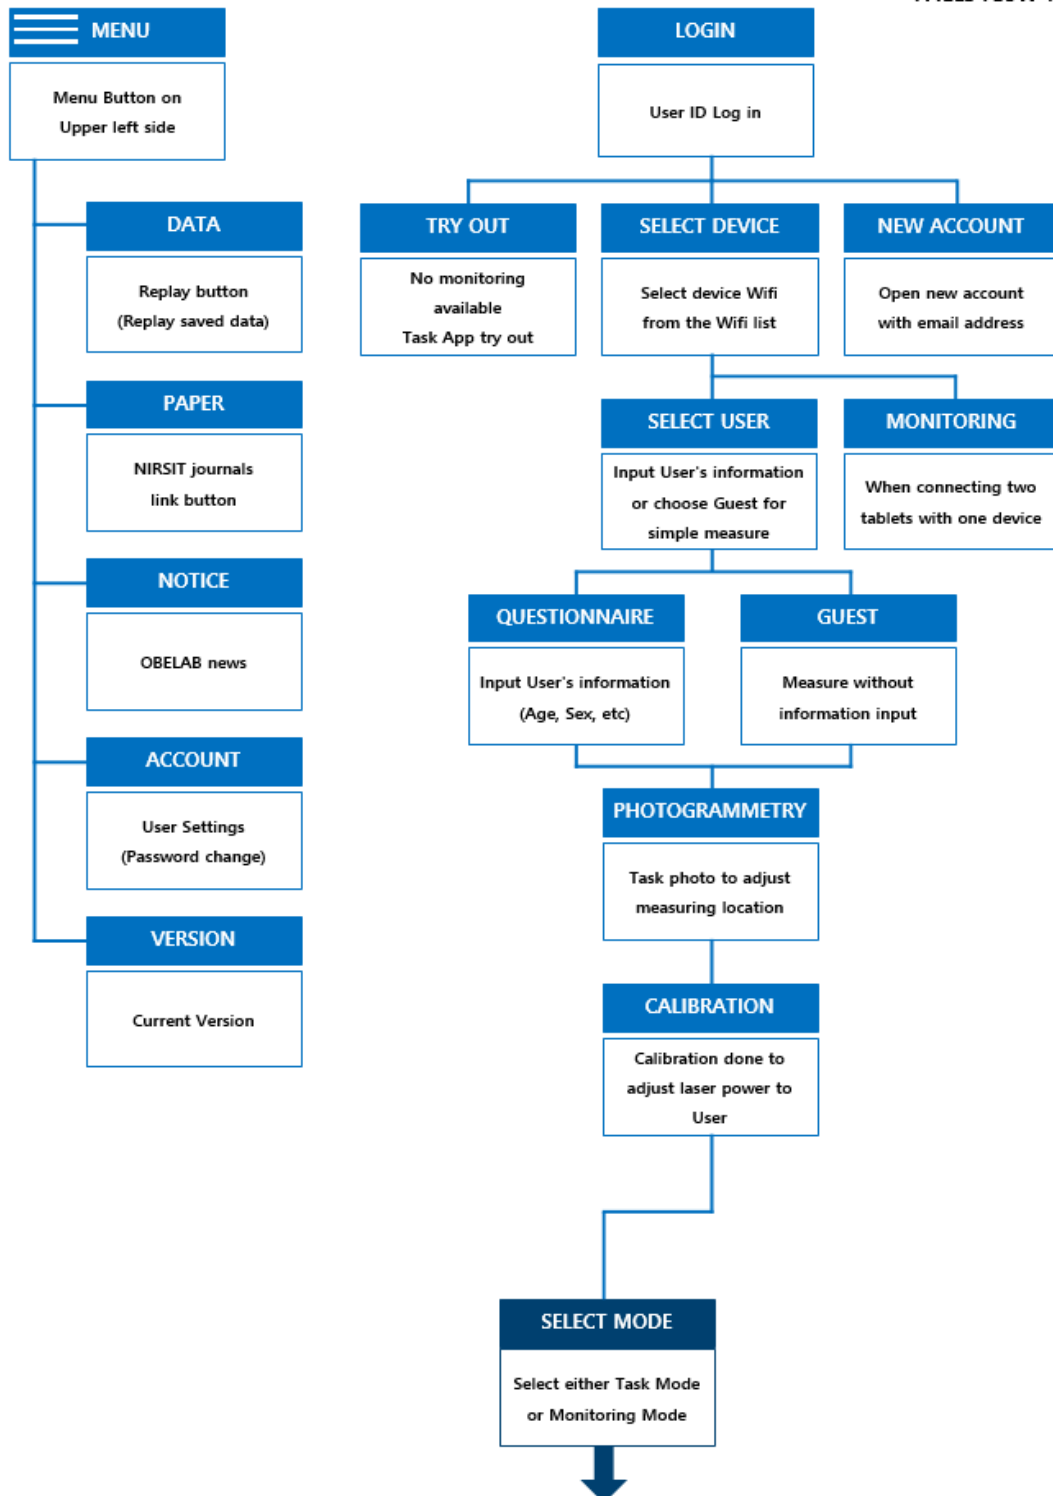 MENU
Menu Button on
Upper left side
DATA
Replay button
(Replay saved data)
PAPER
NIRSIT journals
link button
NOTICE
OBELAB news
ACCOUNT
User Settings
(Password change)
VERSION
Current Version
LOGIN
User ID Log in
TRY OUT
No monitoring
available
Task App try out
SELECT DEVICE
Select device Wifi
from the Wifi list
NEW ACCOUNT
Open new account
with email address
SELECT USER
Input User's information
or choose Guest for
simple measure
MONITORING
When connecting two
tablets with one device
QUESTIONNAIRE
Input User's information
(Age, Sex, etc)
GUEST
Measure without
information input
PHOTOGRAMMETRY
Task photo to adjust
measuring location
CALIBRATION
Calibration done to
adjust laser power to
User
SELECT MODE
Select either Task Mode
or Monitoring Mode